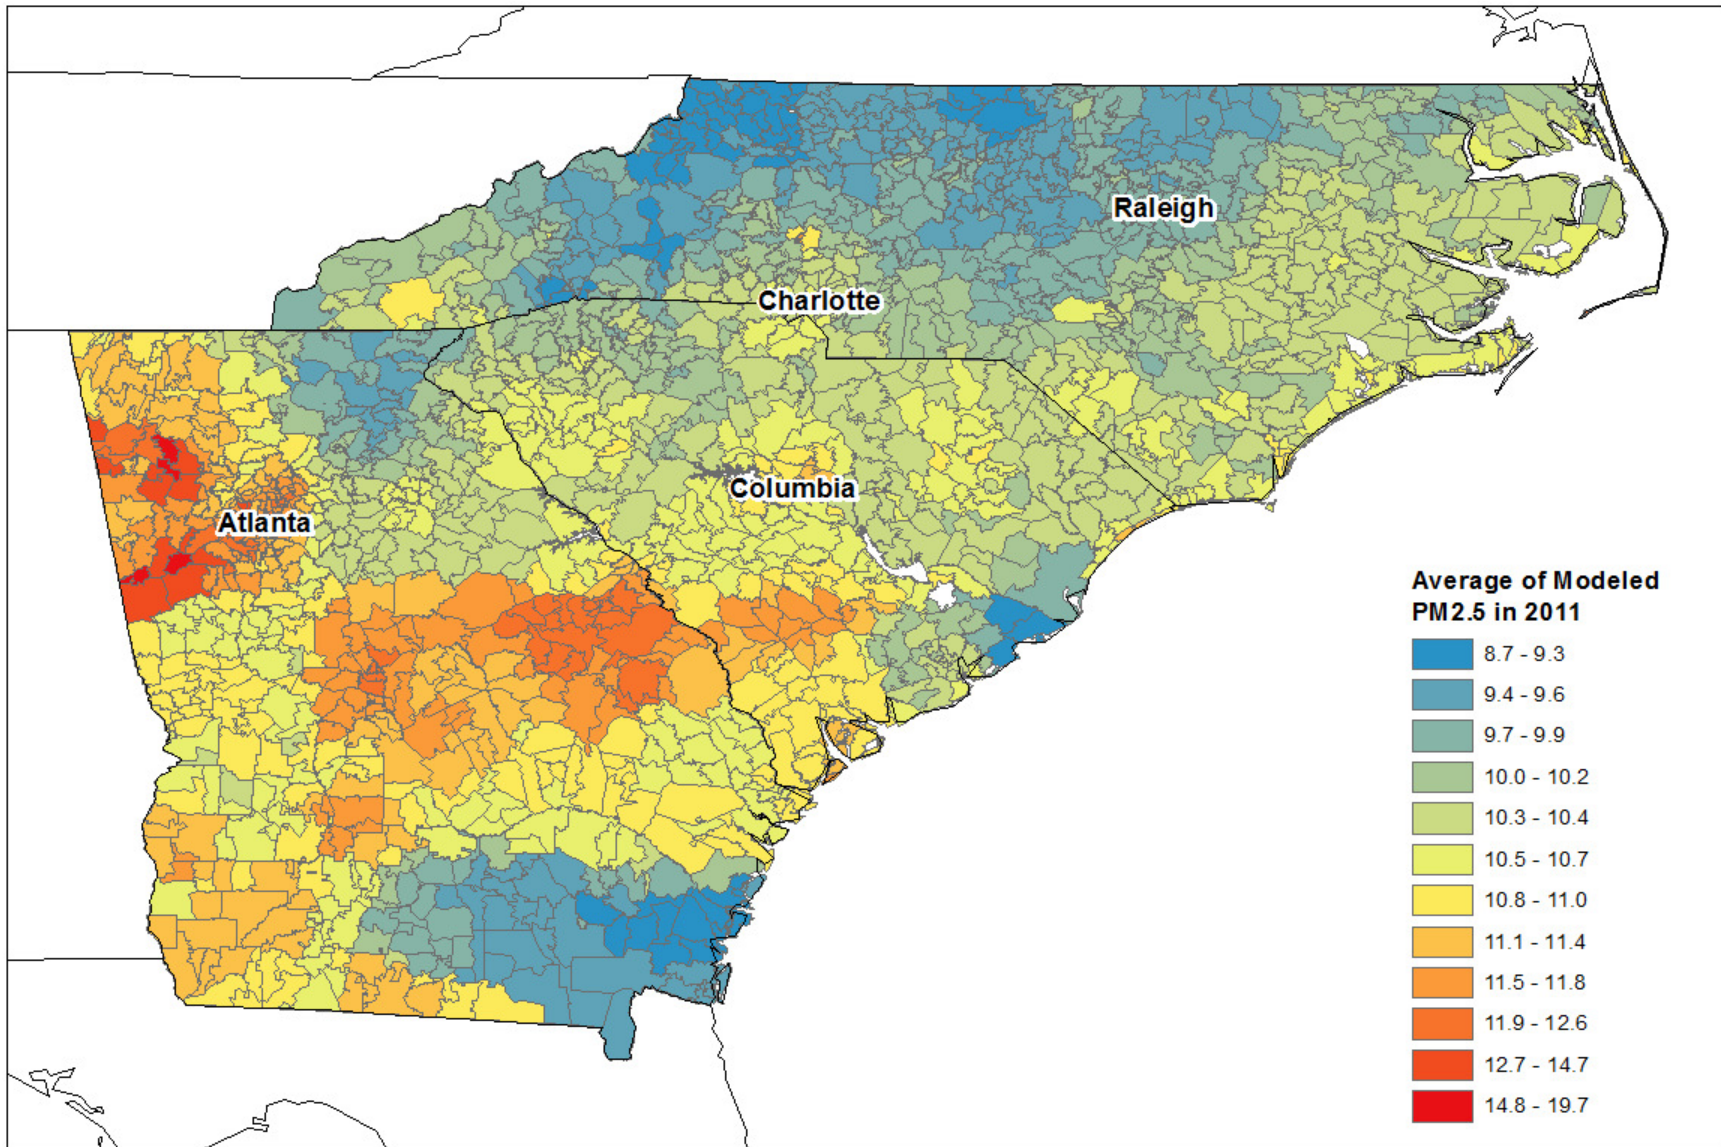 Raleigh
Charlotte
Columbia
Atlanta
Average of Modeled
PM2.5 in 2011
8.7 - 9.3
9.4 - 9.6
9.7 - 9.9
10.0 - 10.2
10.3 - 10.4
10.5 - 10.7
10.8 - 11.0
11.1 - 11.4
11.5 - 11.8
11.9 - 12.6
12.7 - 14.7
14.8 - 19.7